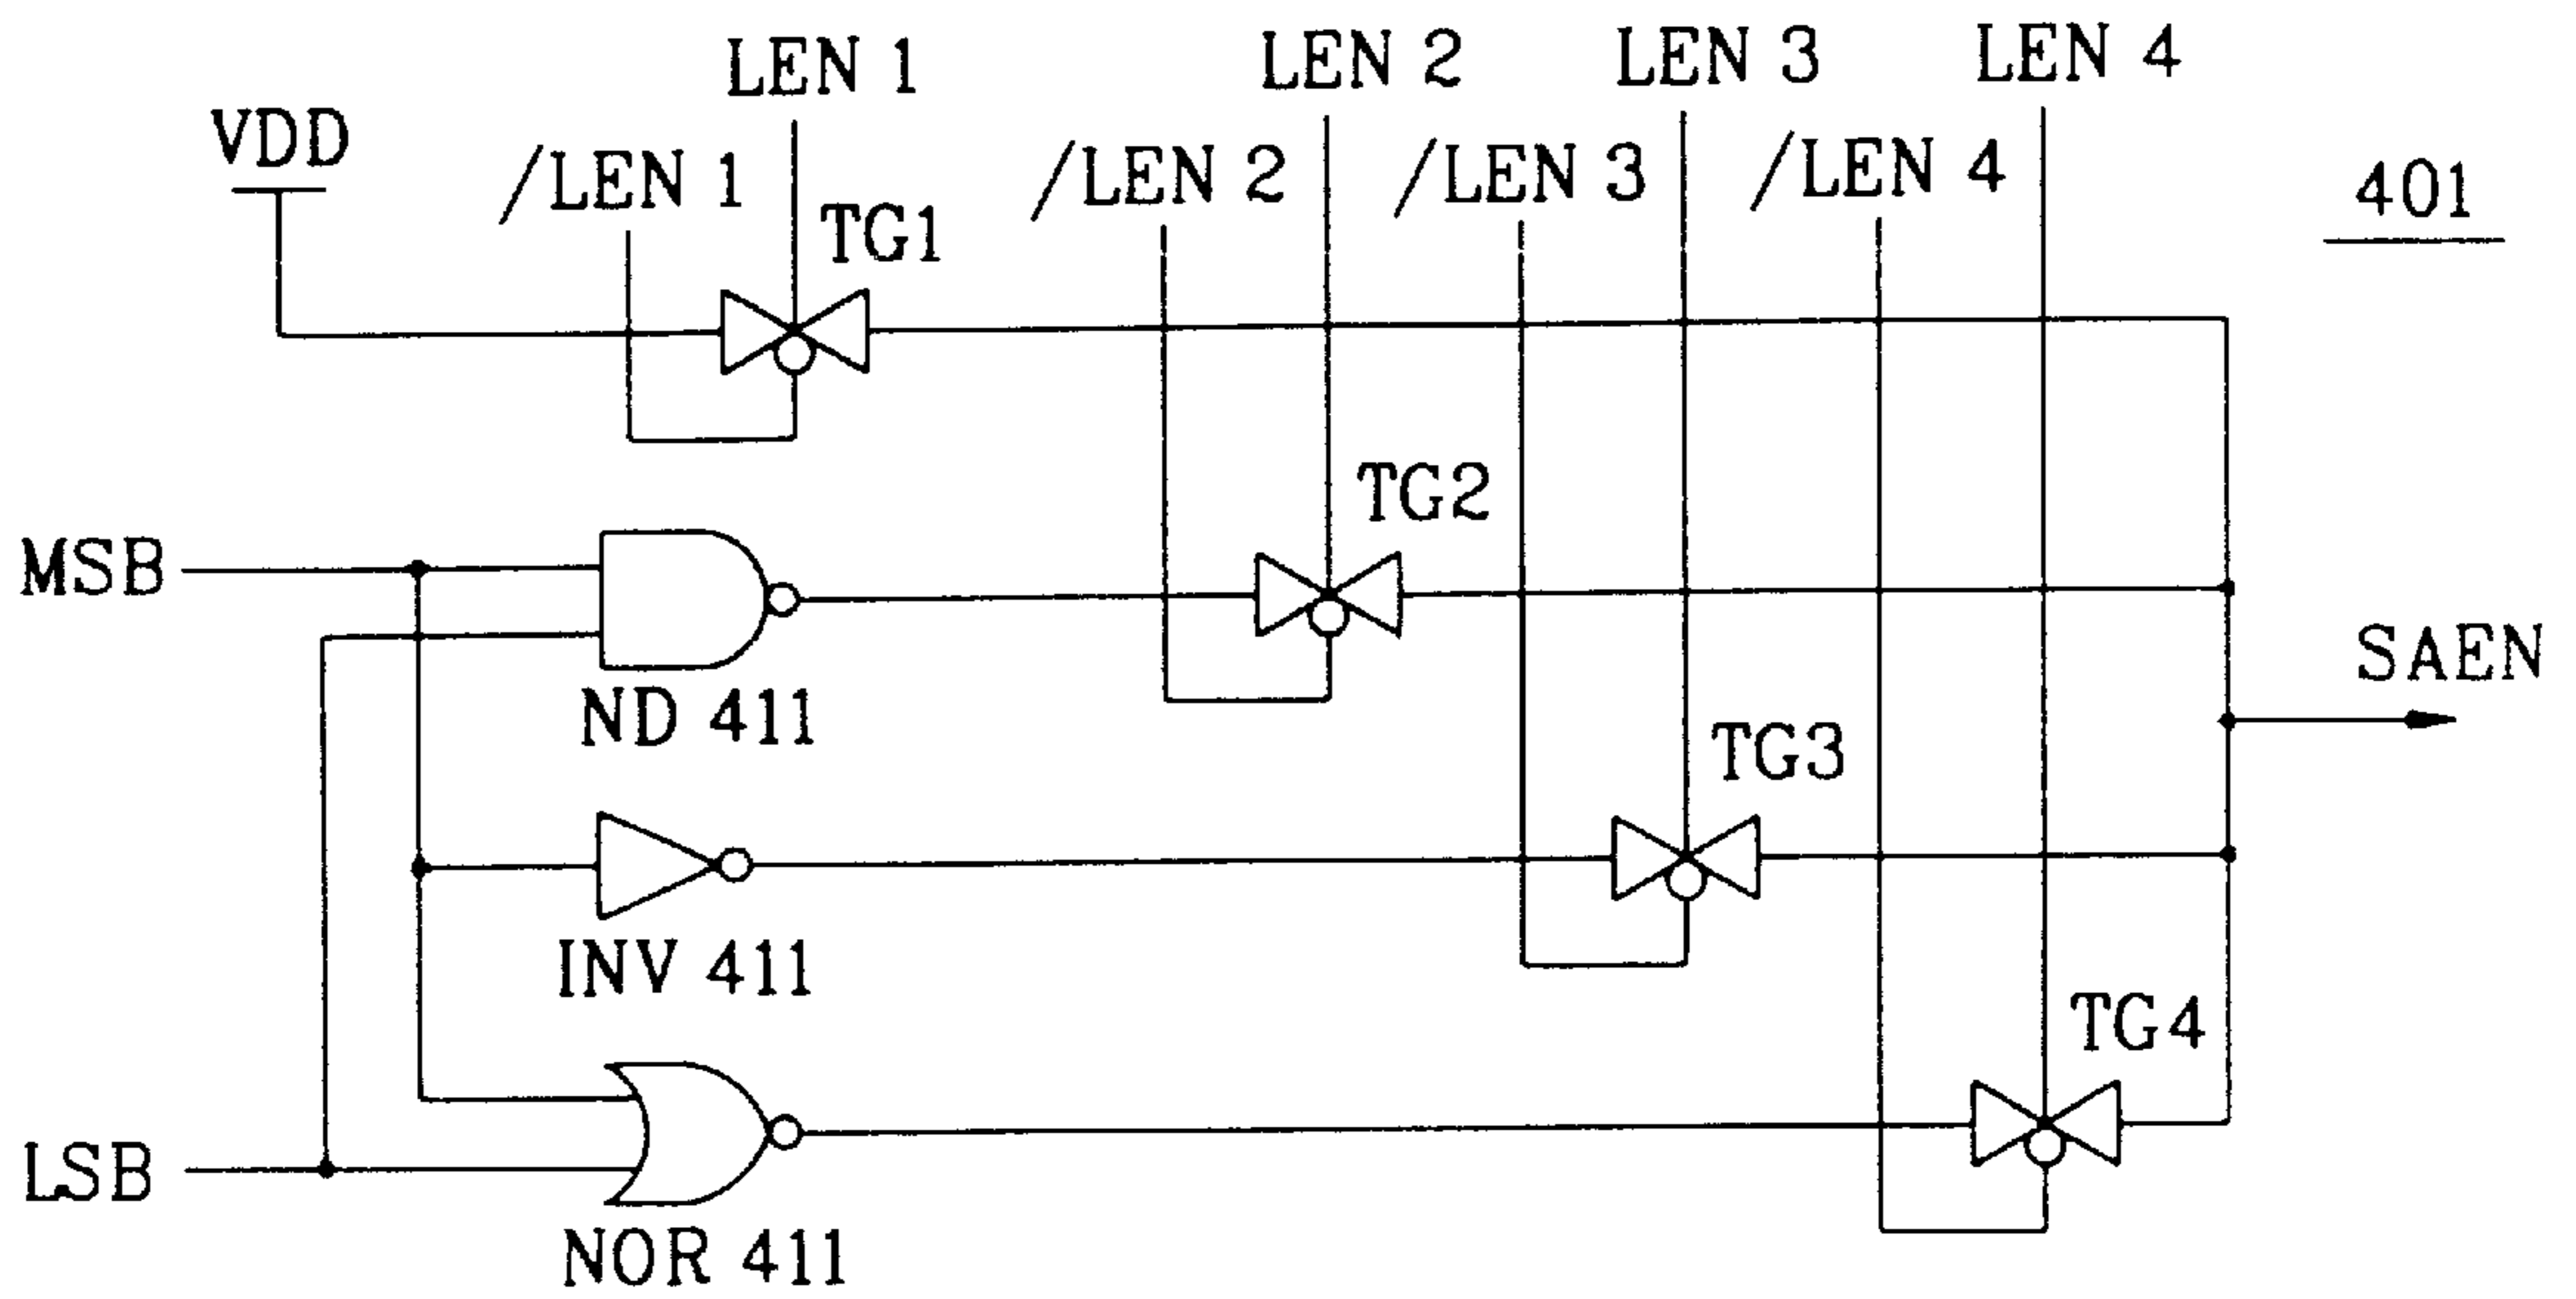 LEN 1
LEN 2
LEN 3
LEN 4
VDD
/LEN 1
/LEN 2
/LEN 3
/LEN 4
401
TG1
TG2
MSB
ND 411
SAEN
TG3
INV 411
TG4
LSB
NOR 411